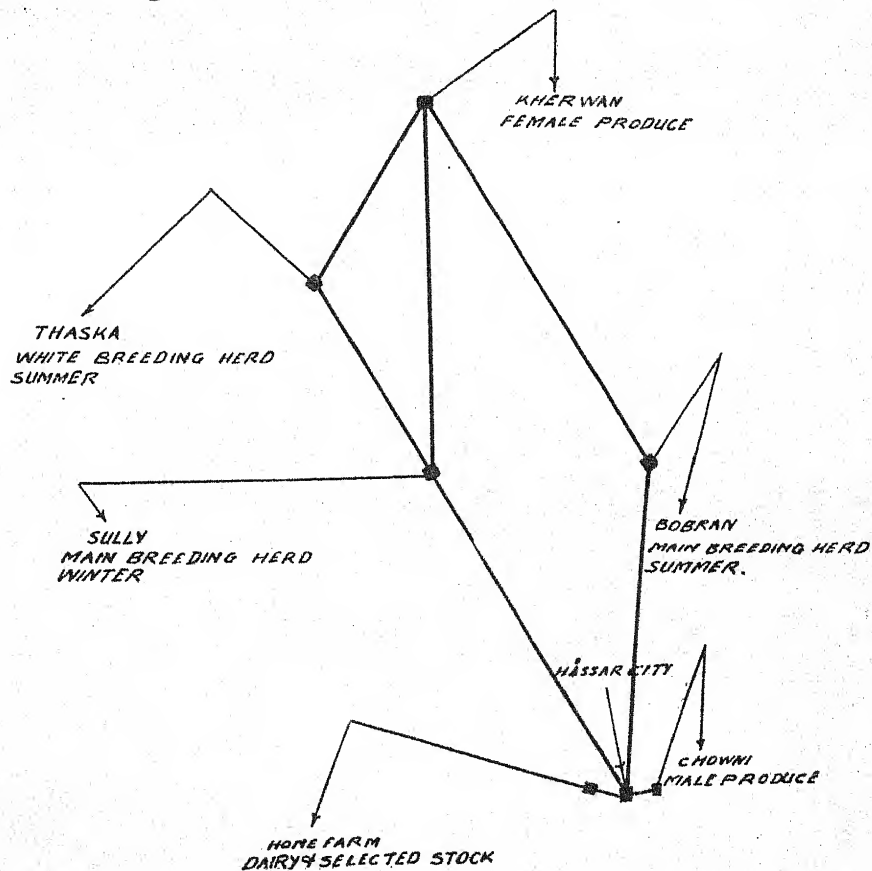 KHERWAN
FEMALE PRODUCE
THASKA
WHITE BREEDING HERD
SUMMER
SULLY
MAIN BREEDING HERD
WINTER
BOBRAN
MAIN BREEDING HERD
SUMMER.
HISSAR CITY
CHOWNI
MALE PRODUCE
HOME FARM
DAIRY & SELECTED STOCK